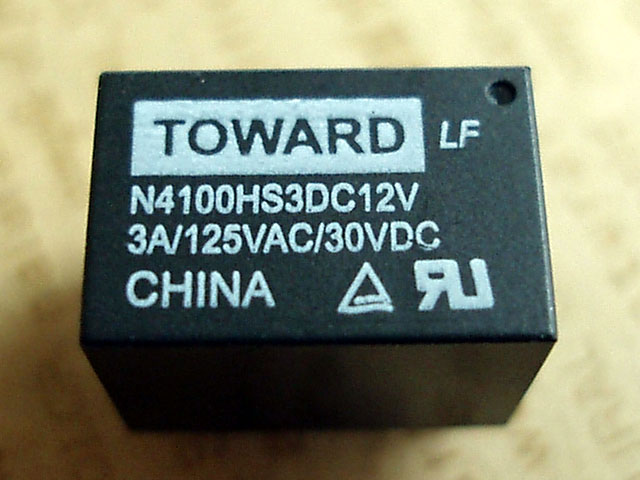 TOWARD LF
N4100HS3DC12V
3A/125VAC/30VDC
CHINA